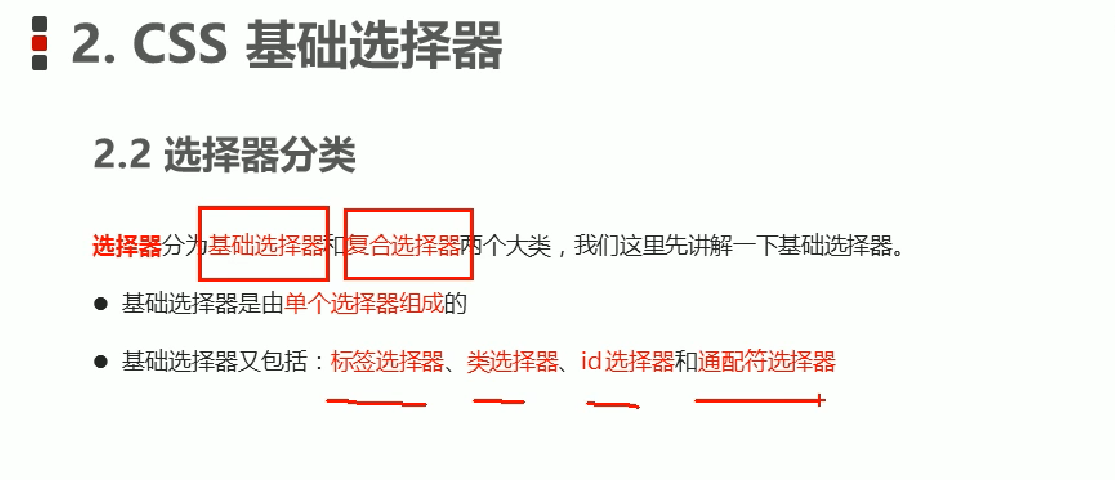 2. CSS 基础选择器
2.2 选择器分类
选择器分为基础选择器和复合选择器两个大类，我们这里先讲解一下基础选择器。
● 基础选择器是由单个选择器组成的
● 基础选择器又包括：标签选择器、类选择器、id 选择器和通配符选择器